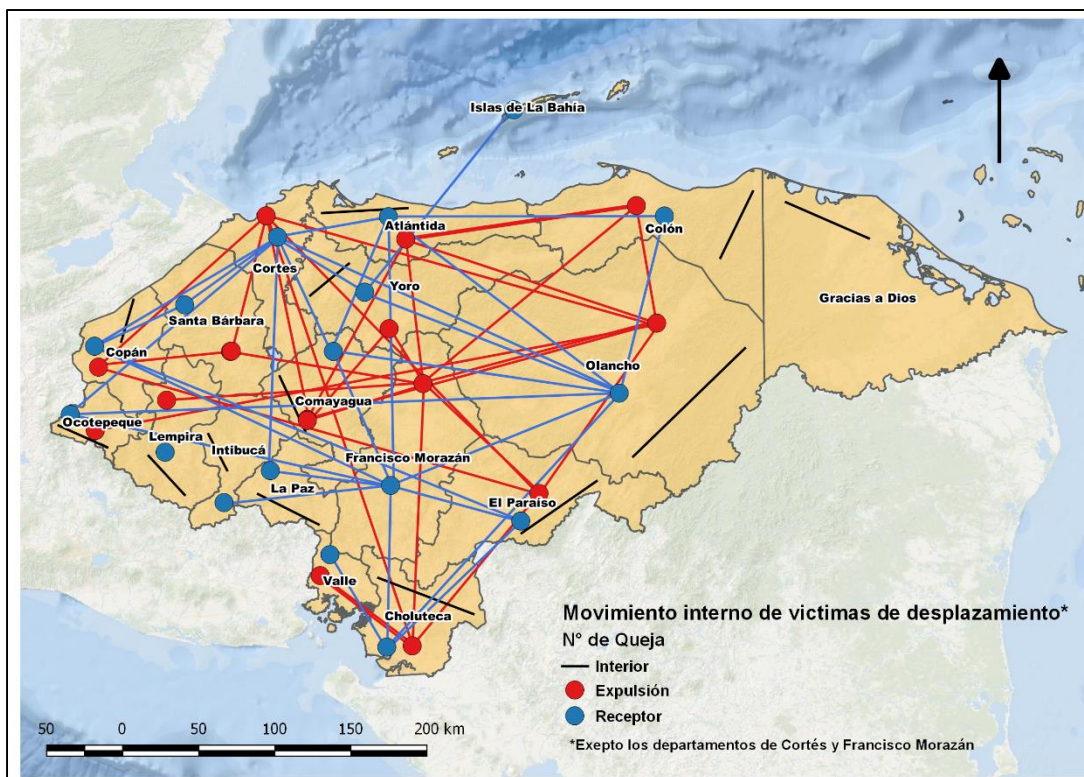 Islas de La Bahía
Atlántida
Colón
Cortes
Yoro
Gracias a Dios
Santa Bárbara
Copán
Olancho
Comayagua
Ocotepeque
Lempira
Intibucá
Francisco Morazán
La Paz
El Paraíso
Valle
Choluteca
Movimiento interno de victimas de desplazamiento*
N° de Queja
Interior
Expulsión
Receptor
*Exepto los departamentos de Cortés y Francisco Morazán
50 0 50 100 150 200 km